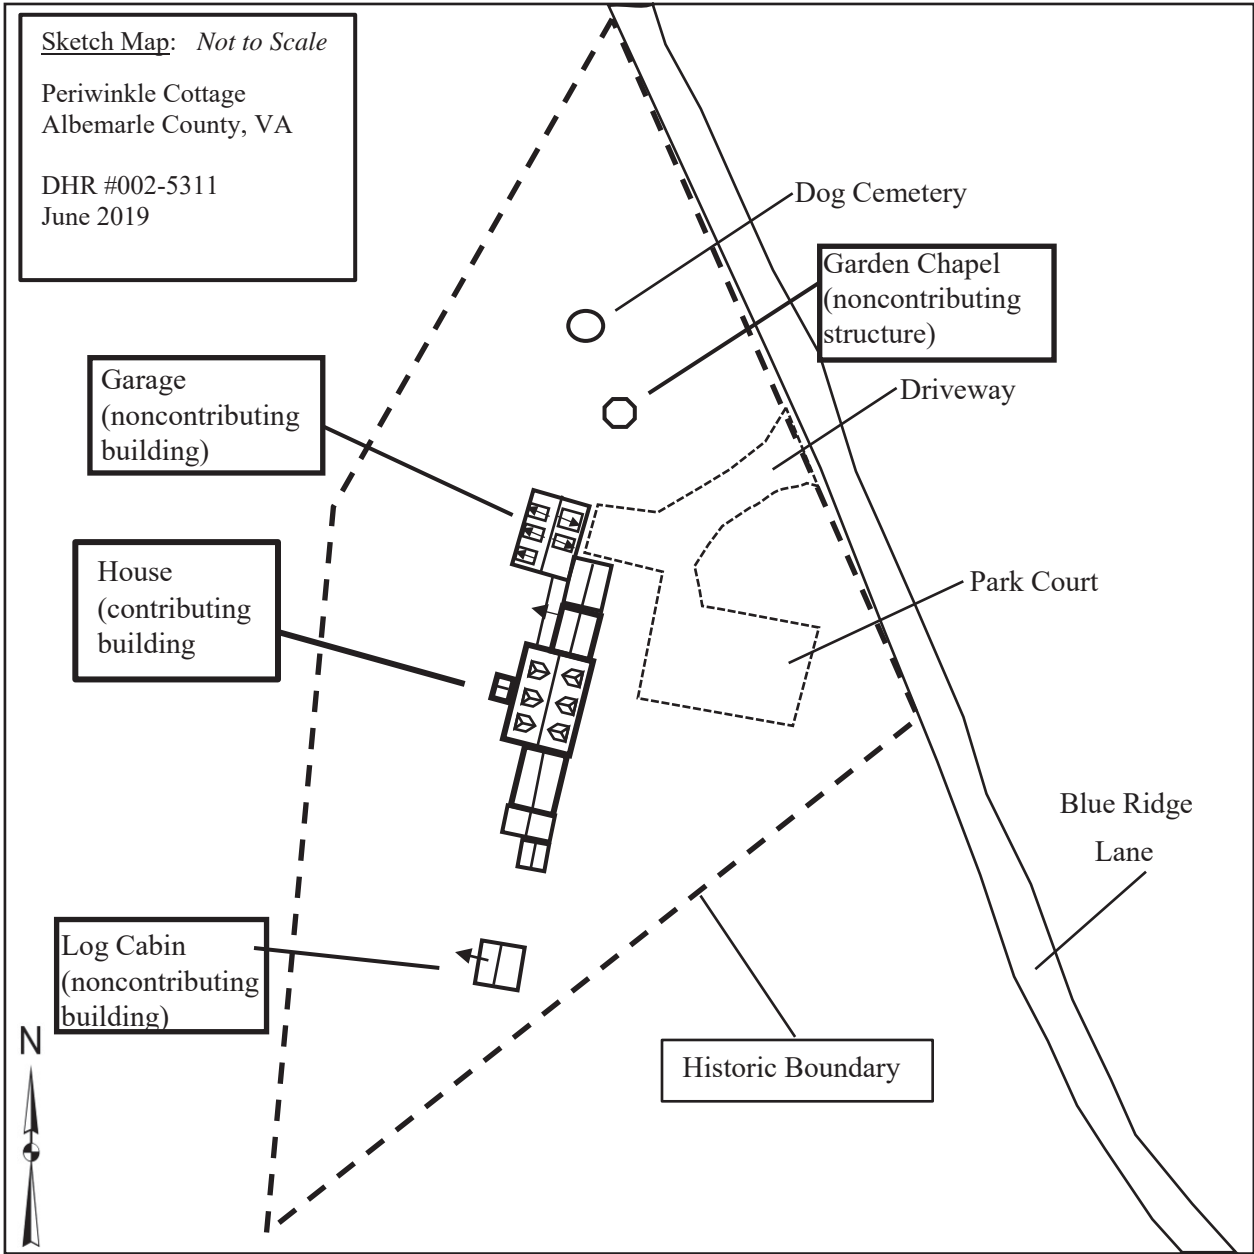 Sketch Map: Not to Scale
Periwinkle Cottage
Albemarle County, VA
DHR #002-5311
June 2019
Dog Cemetery
Garden Chapel
(noncontributing
structure)
Garage
(noncontributing
building)
Driveway
House
(contributing
building
Park Court
Blue Ridge
Lane
Log Cabin
(noncontributing
building)
N
Historic Boundary